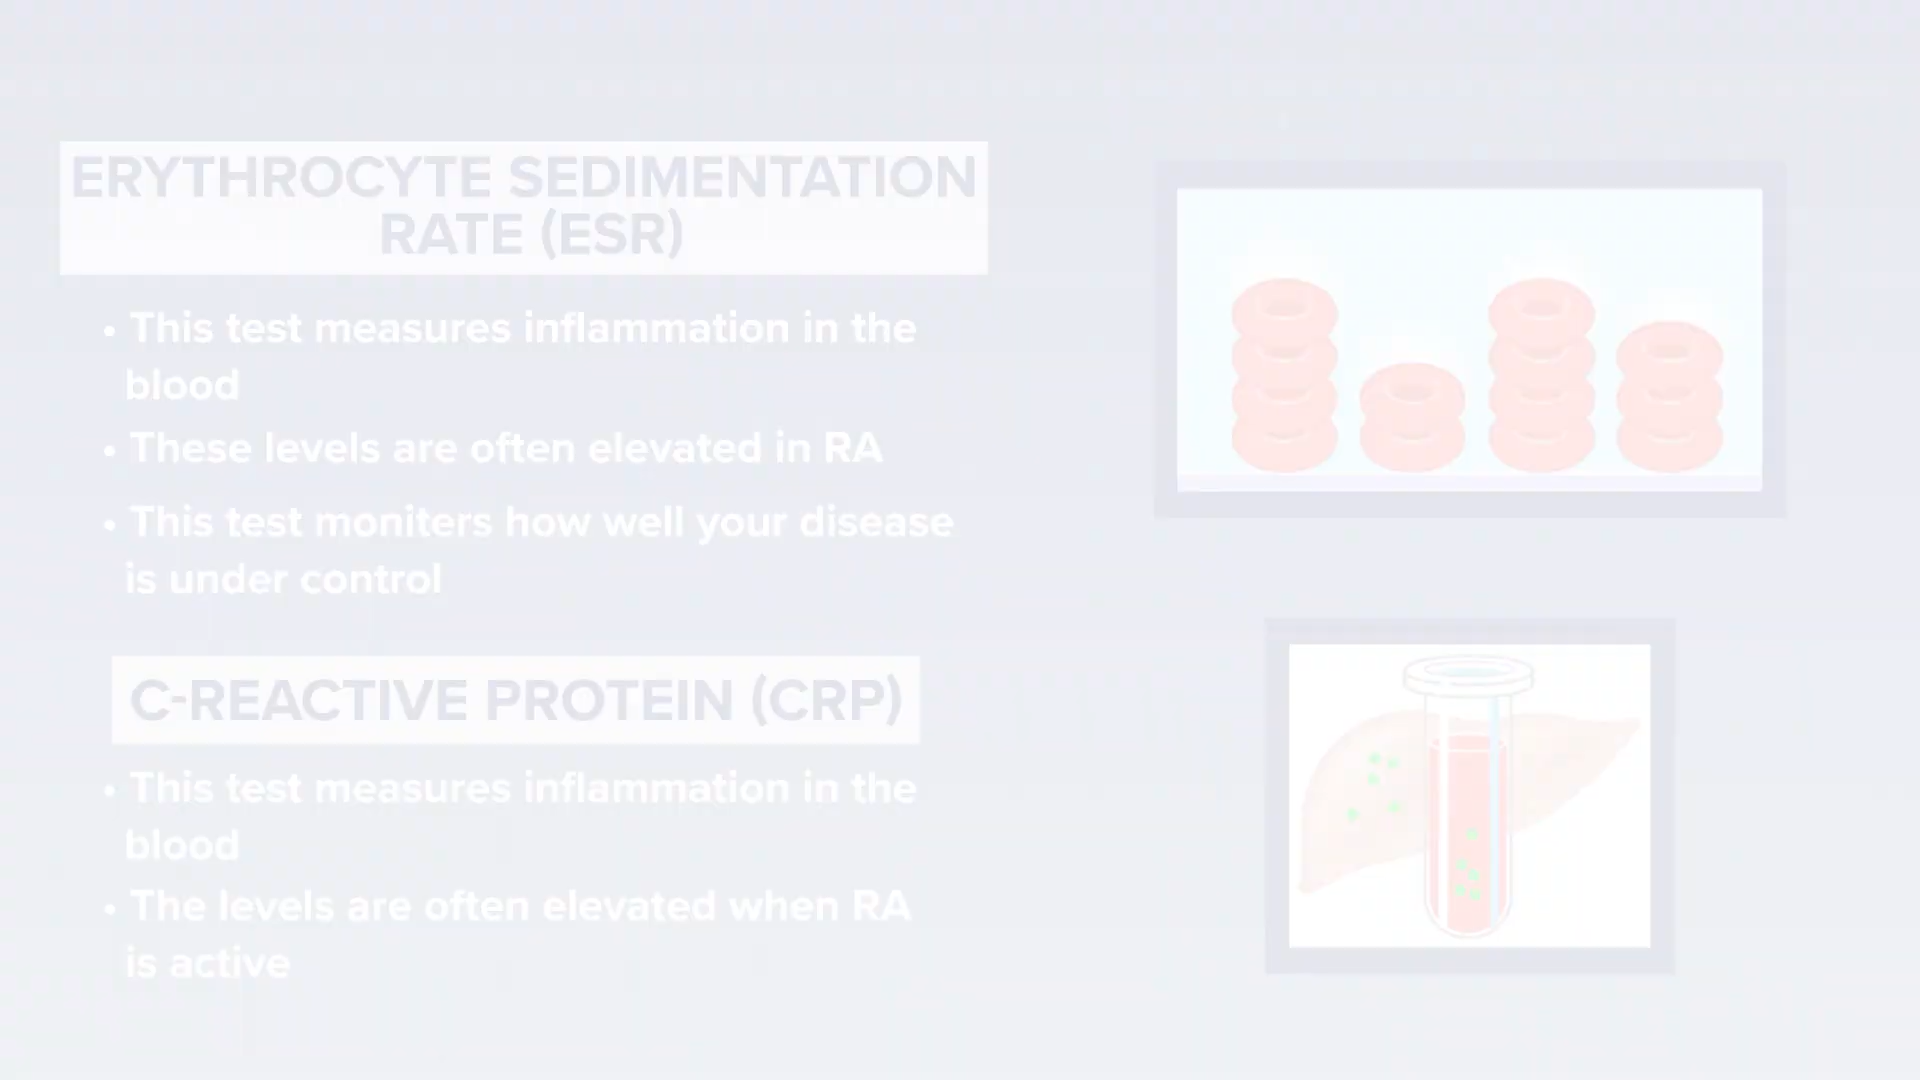 ERYTHROCYTE SEDIMENTATION
RATE (ESR)
• This test measures inflammation in the
blood
• These levels are often elevated in RA
• This test moniters how well your disease
is under control
C-REACTIVE PROTEIN (CRP)
• This test measures inflammation in the
blood
• The levels are often elevated when RA
is active